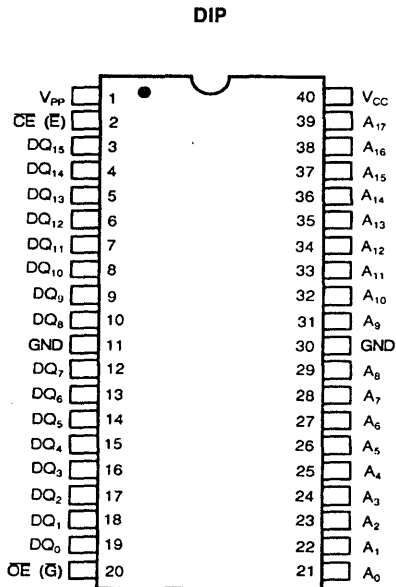 DIP
V_PP 1 40 V_CC
C̅E̅ (E̅) 2 39 A₁₇
DQ₁₅ 3 38 A₁₆
DQ₁₄ 4 37 A₁₅
DQ₁₃ 5 36 A₁₄
DQ₁₂ 6 35 A₁₃
DQ₁₁ 7 34 A₁₂
DQ₁₀ 8 33 A₁₁
DQ₉ 9 32 A₁₀
DQ₈ 10 31 A₉
GND 11 30 GND
DQ₇ 12 29 A₈
DQ₆ 13 28 A₇
DQ₅ 14 27 A₆
DQ₄ 15 26 A₅
DQ₃ 16 25 A₄
DQ₂ 17 24 A₃
DQ₁ 18 23 A₂
DQ₀ 19 22 A₁
O̅E̅ (G̅) 20 21 A₀